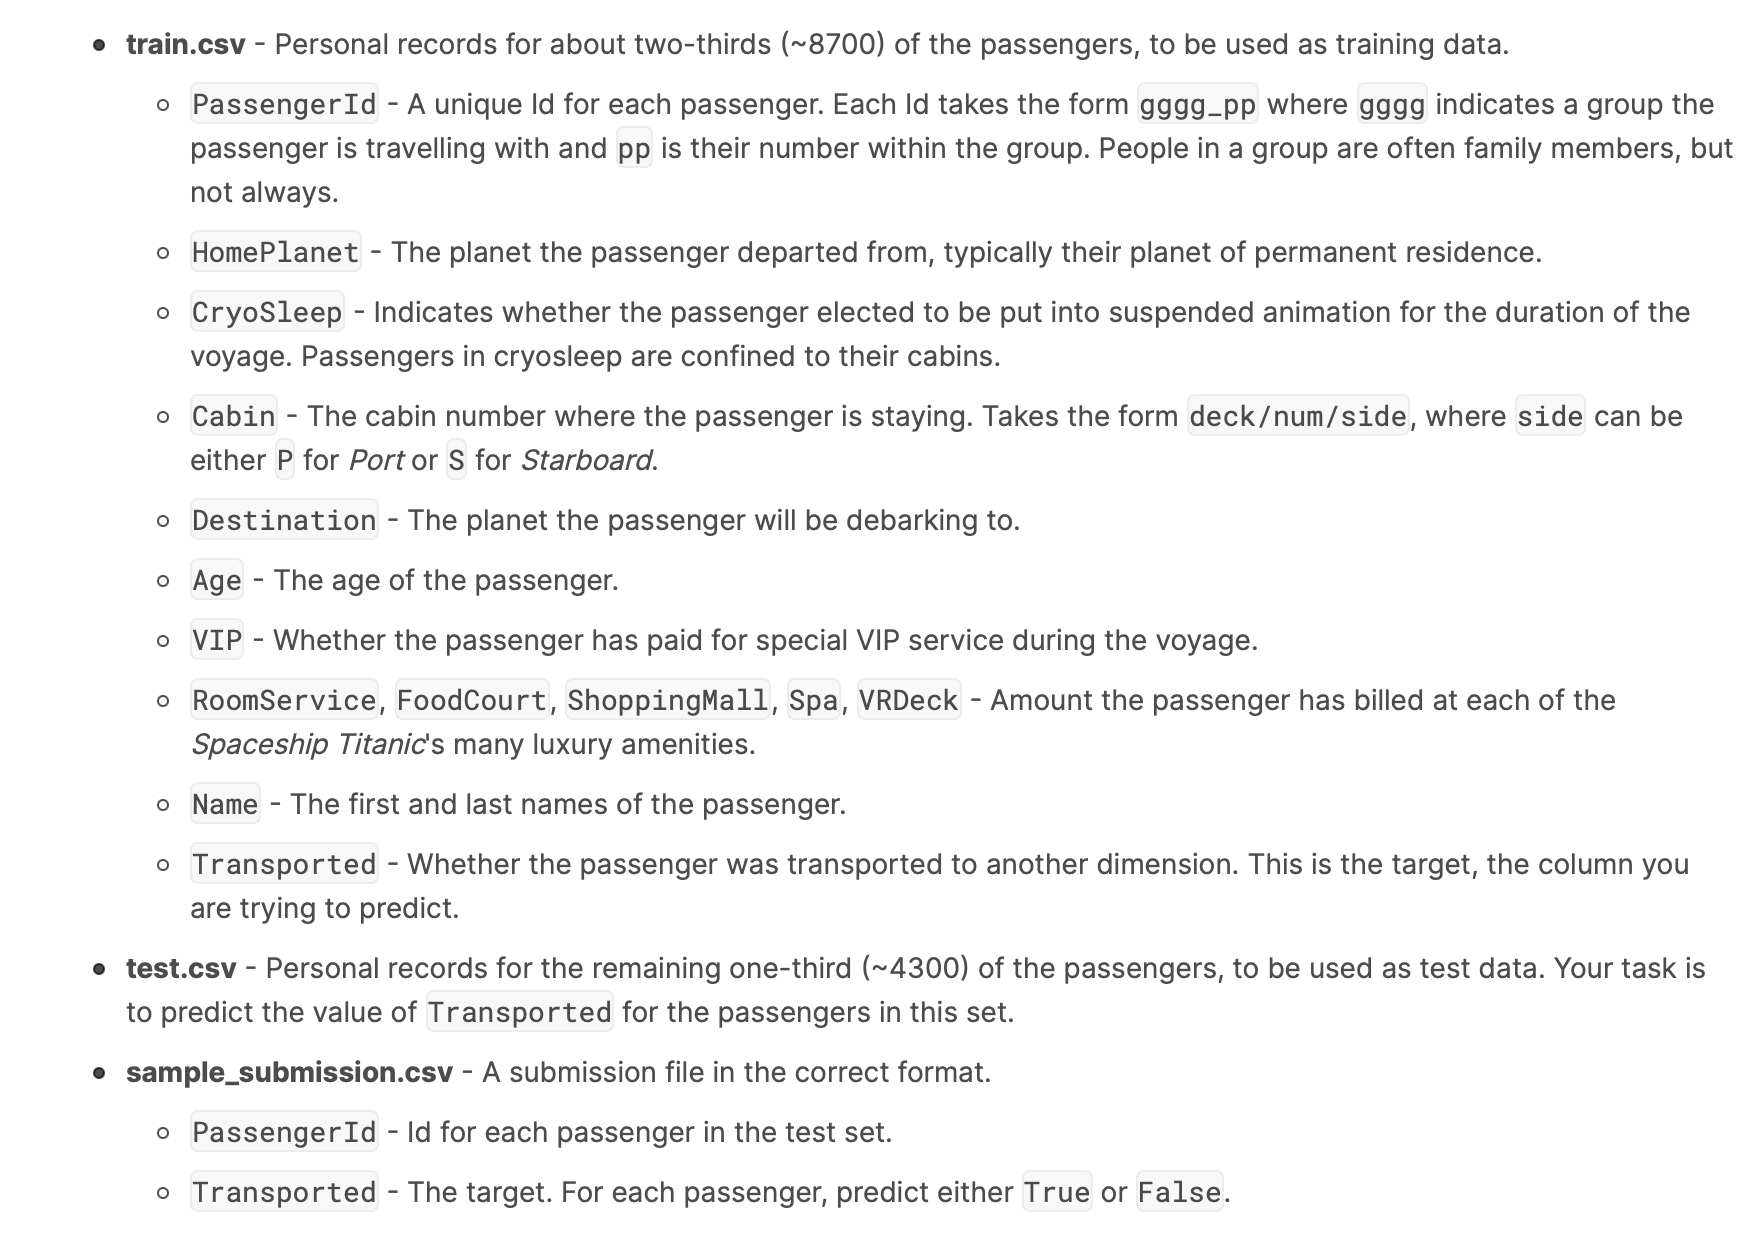 train.csv - Personal records for about two-thirds (~8700) of the passengers, to be used as training data.
PassengerId - A unique Id for each passenger. Each Id takes the form gggg_pp where gggg indicates a group the
passenger is travelling with and pp is their number within the group. People in a group are often family members, but
not always.
HomePlanet - The planet the passenger departed from, typically their planet of permanent residence.
CryoSleep - Indicates whether the passenger elected to be put into suspended animation for the duration of the
voyage. Passengers in cryosleep are confined to their cabins.
Cabin - The cabin number where the passenger is staying. Takes the form deck/num/side, where side can be
either P for Port or S for Starboard.
Destination - The planet the passenger will be debarking to.
Age - The age of the passenger.
VIP - Whether the passenger has paid for special VIP service during the voyage.
RoomService, FoodCourt, ShoppingMall, Spa, VRDeck - Amount the passenger has billed at each of the
Spaceship Titanic's many luxury amenities.
Name - The first and last names of the passenger.
Transported - Whether the passenger was transported to another dimension. This is the target, the column you
are trying to predict.
test.csv - Personal records for the remaining one-third (~4300) of the passengers, to be used as test data. Your task is
to predict the value of Transported for the passengers in this set.
sample_submission.csv - A submission file in the correct format.
PassengerId - Id for each passenger in the test set.
Transported - The target. For each passenger, predict either True or False.